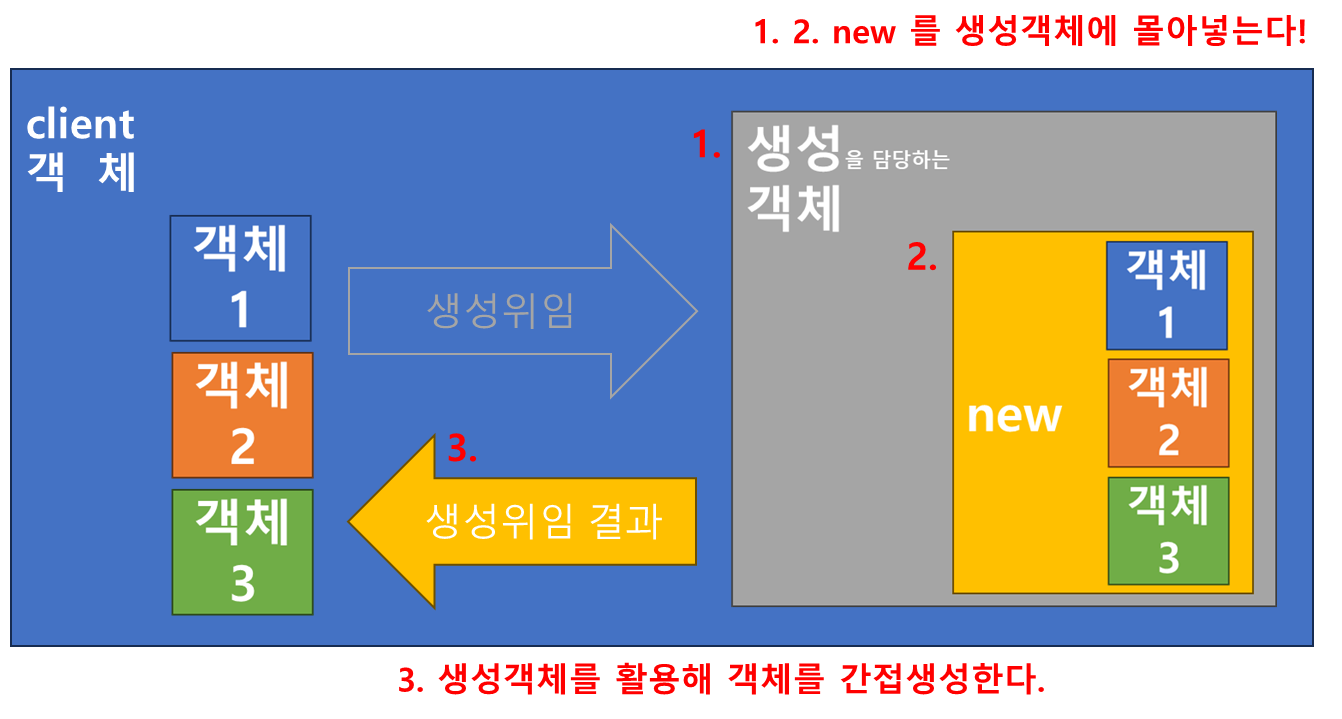 1. 2. new 를 생성객체에 몰아넣는다!
client
객 체
객체
1
객체
2
객체
3
생성위임
3.
생성위임 결과
1.
생성을 담당하는
객체
2.
new
객체
1
객체
2
객체
3
3. 생성객체를 활용해 객체를 간접생성한다.